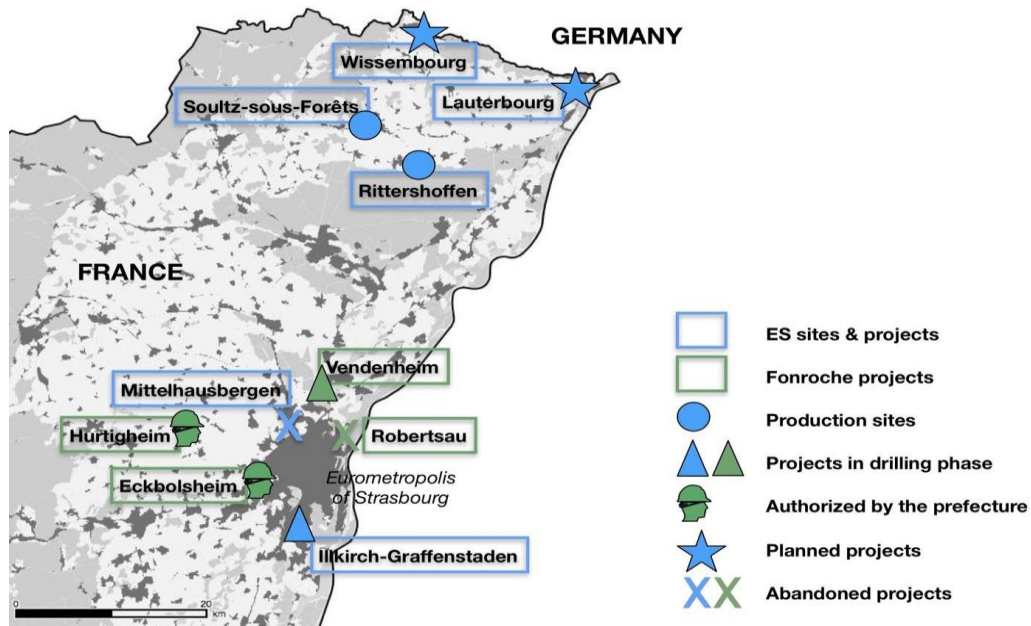 GERMANY
Wissembourg
Lauterbourg
Soultz-sous-Forêts
Rittershoffen
FRANCE
Vendenheim
Mittelhausbergen
Hurtigheim
Robertsau
Eckbolsheim
Eurometropolis
of Strasbourg
Illkirch-Graffenstaden
0 20
km
ES sites & projects
Fonroche projects
Production sites
Projects in drilling phase
Authorized by the prefecture
Planned projects
Abandoned projects